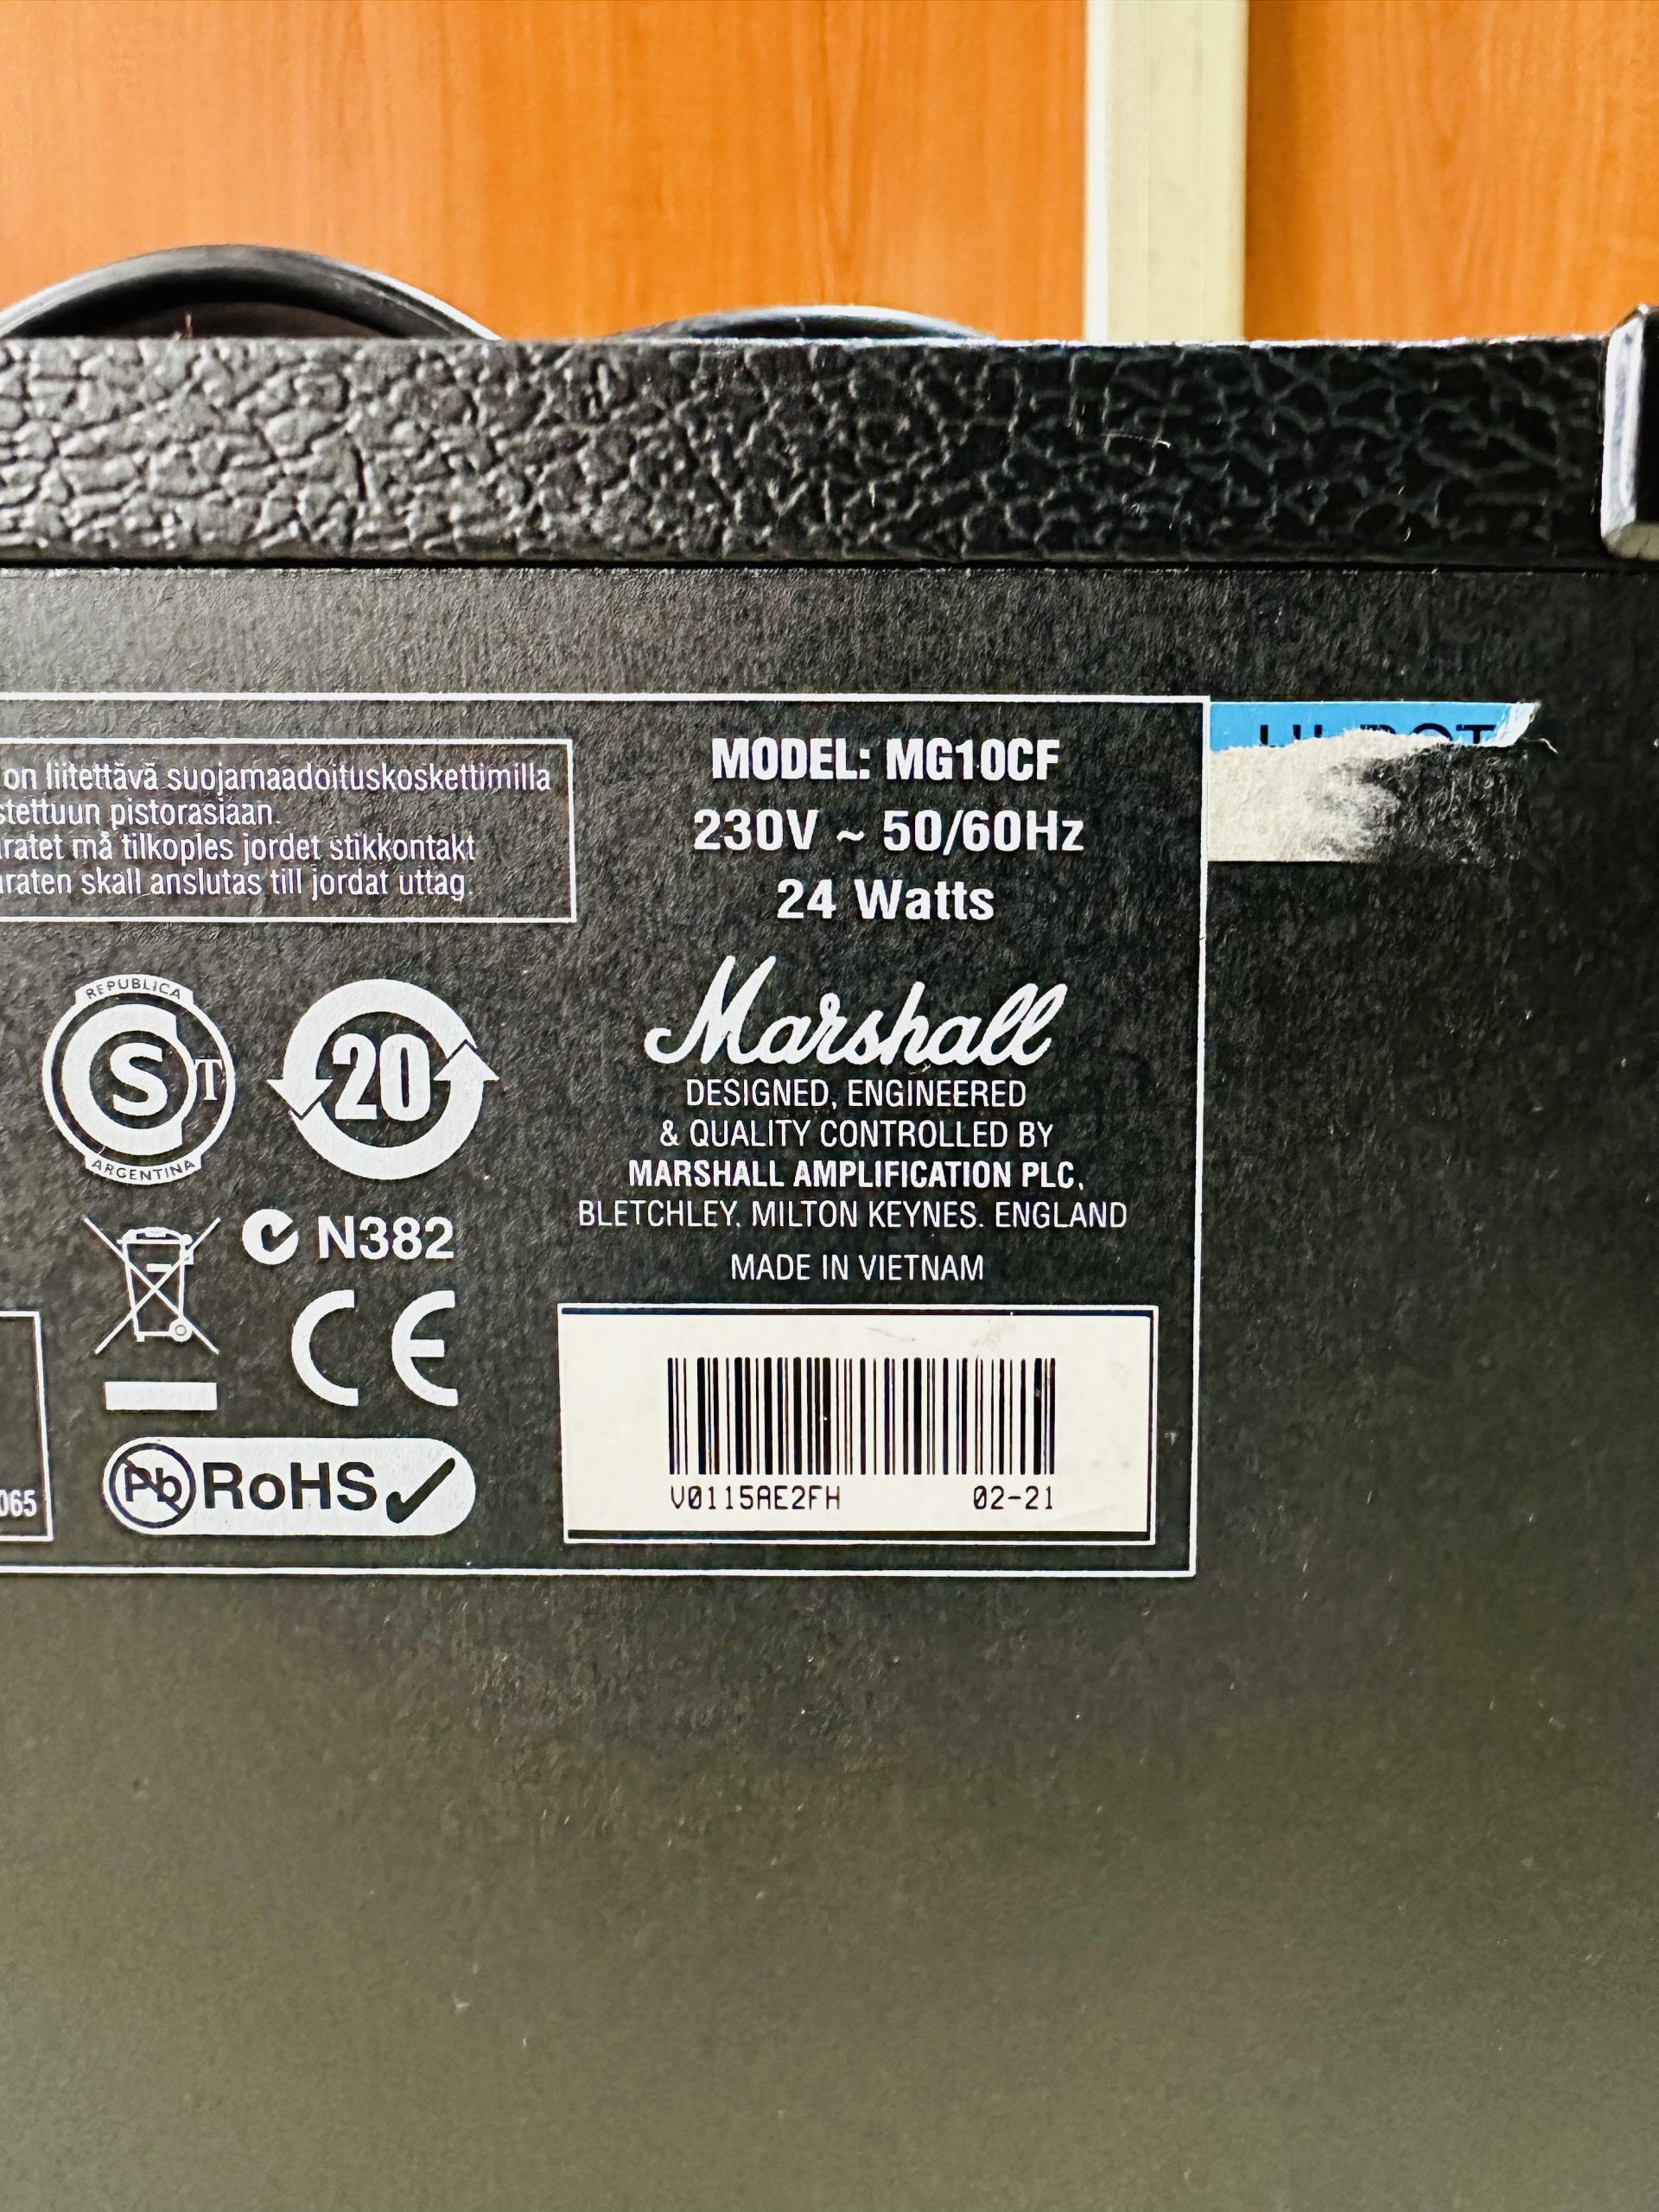 on liitettävä suojamaadoituskoskettimilla
stettuun pistorasiaan.
ratet må tilkoples jordet stikkontakt
raten skall anslutas till jordat uttag.
MODEL: MG10CF
230V ~ 50/60Hz
24 Watts
REPUBLICA
S
T
ARGENTINA
20
Marshall
DESIGNED, ENGINEERED
& QUALITY CONTROLLED BY
MARSHALL AMPLIFICATION PLC,
BLETCHLEY. MILTON KEYNES. ENGLAND
MADE IN VIETNAM
N382
CE
065
Pb RoHS
V0115AE2FH 02-21